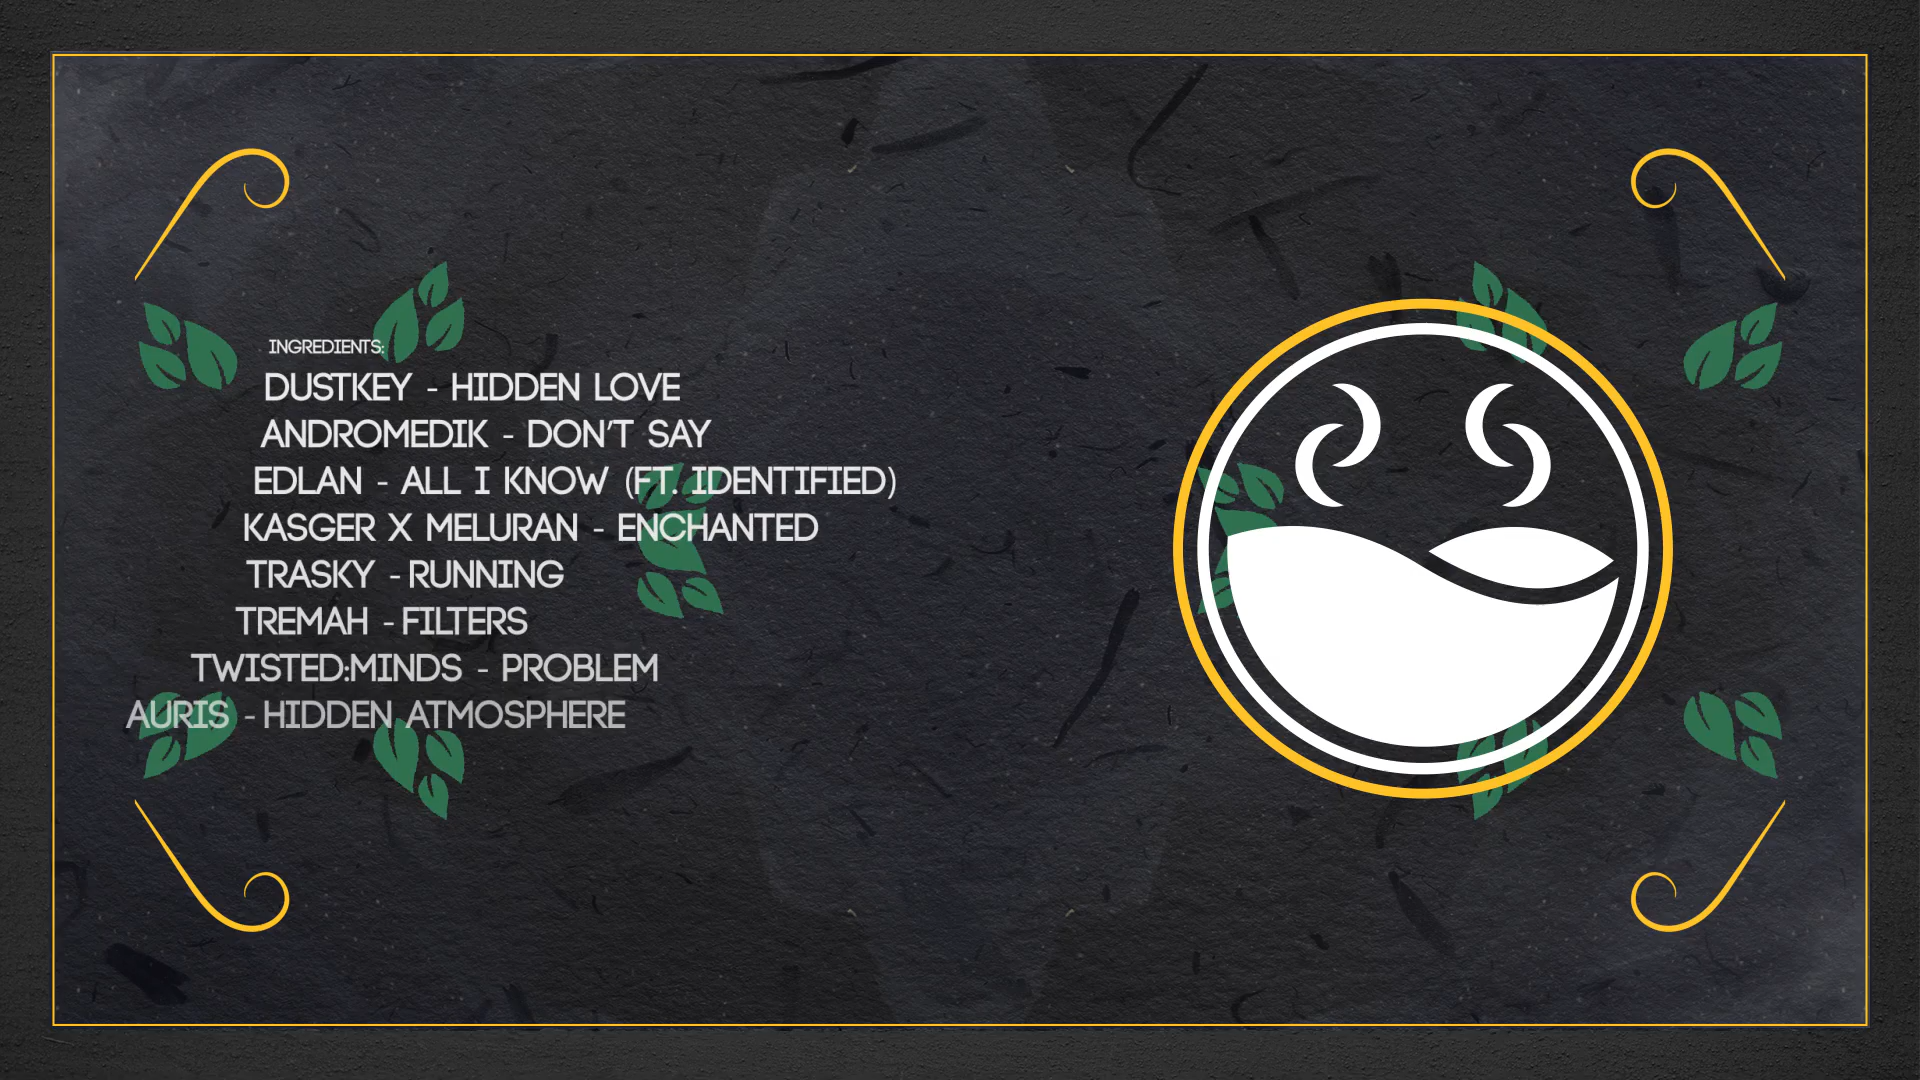 INGREDIENTS:
DUSTKEY - HIDDEN LOVE
ANDROMEDIK - DON'T SAY
EDLAN - ALL I KNOW (FT. IDENTIFIED)
KASGER X MELURAN - ENCHANTED
TRASKY - RUNNING
TREMAH - FILTERS
TWISTED:MINDS - PROBLEM
AURIS - HIDDEN ATMOSPHERE